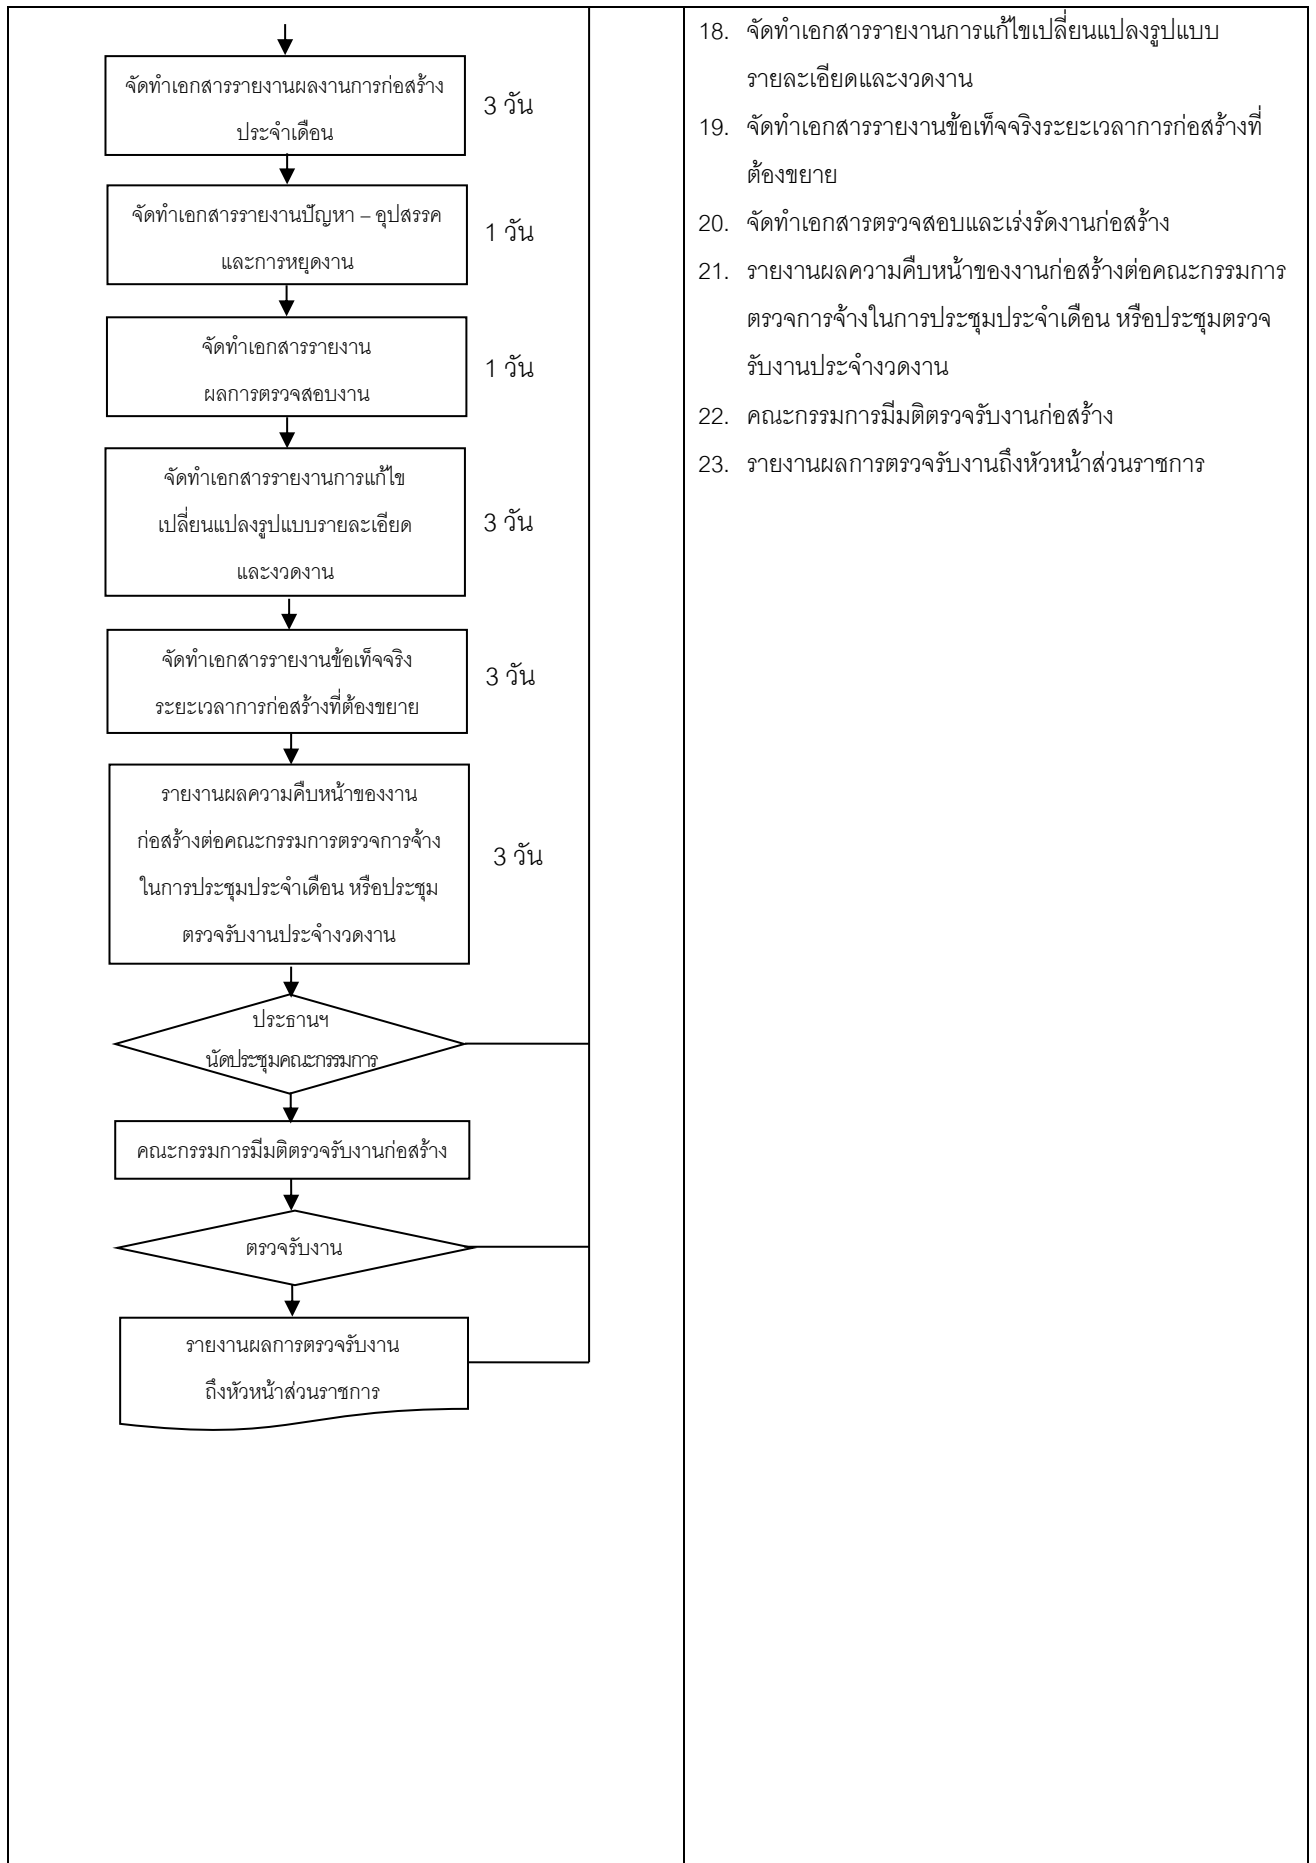 จัดทำเอกสารรายงานผลงานการก่อสร้าง
ประจำเดือน
3 วัน
จัดทำเอกสารรายงานปัญหา – อุปสรรค
และการหยุดงาน
1 วัน
จัดทำเอกสารรายงาน
ผลการตรวจสอบงาน
1 วัน
จัดทำเอกสารรายงานการแก้ไข
เปลี่ยนแปลงรูปแบบรายละเอียด
และงวดงาน
3 วัน
จัดทำเอกสารรายงานข้อเท็จจริง
ระยะเวลาการก่อสร้างที่ต้องขยาย
3 วัน
รายงานผลความคืบหน้าของงาน
ก่อสร้างต่อคณะกรรมการตรวจการจ้าง
ในการประชุมประจำเดือน หรือประชุม
ตรวจรับงานประจำงวดงาน
3 วัน
ประธานฯ
นัดประชุมคณะกรรมการ
คณะกรรมการมีมติตรวจรับงานก่อสร้าง
ตรวจรับงาน
รายงานผลการตรวจรับงาน
ถึงหัวหน้าส่วนราชการ
18. จัดทำเอกสารรายงานการแก้ไขเปลี่ยนแปลงรูปแบบ
รายละเอียดและงวดงาน
19. จัดทำเอกสารรายงานข้อเท็จจริงระยะเวลาการก่อสร้างที่
ต้องขยาย
20. จัดทำเอกสารตรวจสอบและเร่งรัดงานก่อสร้าง
21. รายงานผลความคืบหน้าของงานก่อสร้างต่อคณะกรรมการ
ตรวจการจ้างในการประชุมประจำเดือน หรือประชุมตรวจ
รับงานประจำงวดงาน
22. คณะกรรมการมีมติตรวจรับงานก่อสร้าง
23. รายงานผลการตรวจรับงานถึงหัวหน้าส่วนราชการ